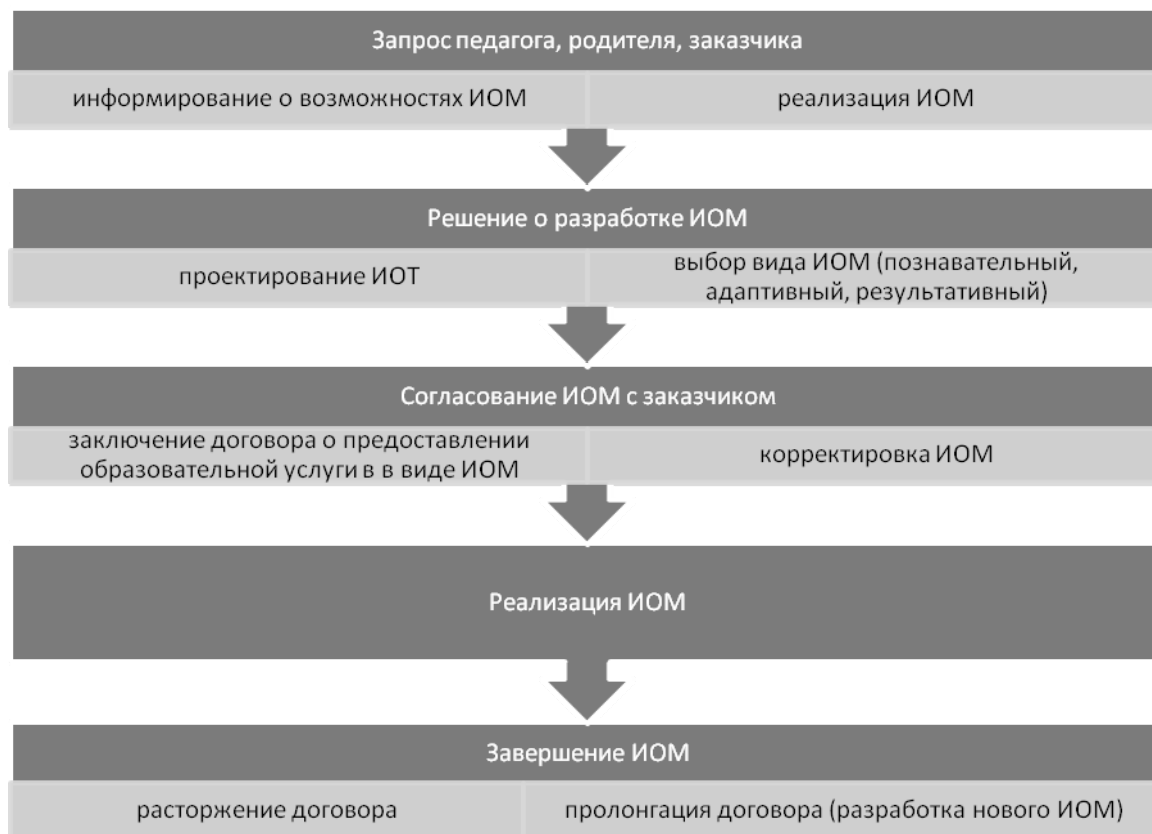 Запрос педагога, родителя, заказчика
информирование о возможностях ИОМ
реализация ИОМ
Решение о разработке ИОМ
проектирование ИОТ
выбор вида ИОМ (познавательный,
адаптивный, результативный)
Согласование ИОМ с заказчиком
заключение договора о предоставлении
образовательной услуги в в виде ИОМ
корректировка ИОМ
Реализация ИОМ
Завершение ИОМ
расторжение договора
пролонгация договора (разработка нового ИОМ)